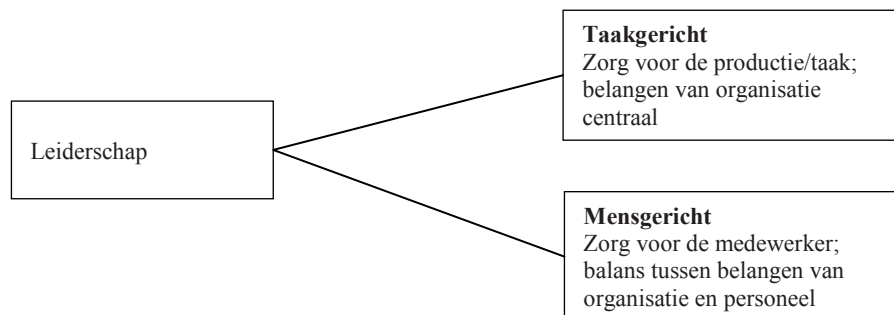 Leiderschap
Taakgericht
Zorg voor de productie/taak;
belangen van organisatie
centraal
Mensgericht
Zorg voor de medewerker;
balans tussen belangen van
organisatie en personeel